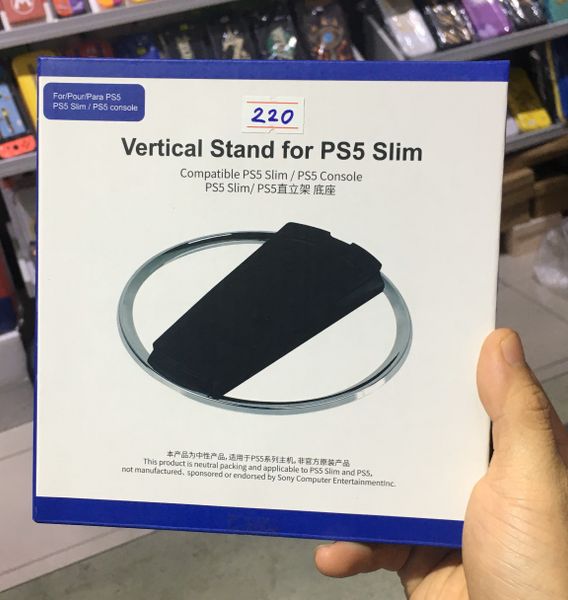 For/Pour/Para PS5
PS5 Slim / PS5 console
220
Vertical Stand for PS5 Slim
Compatible PS5 Slim / PS5 Console
PS5 Slim/ PS5直立架 底座
本产品为中性产品, 适用于PS5系列主机, 非官方原装产品
This product is neutral packing and applicable to PS5 Slim and PS5,
not manufactured、sponsored or endorsed by Sony Computer EntertainmentInc.